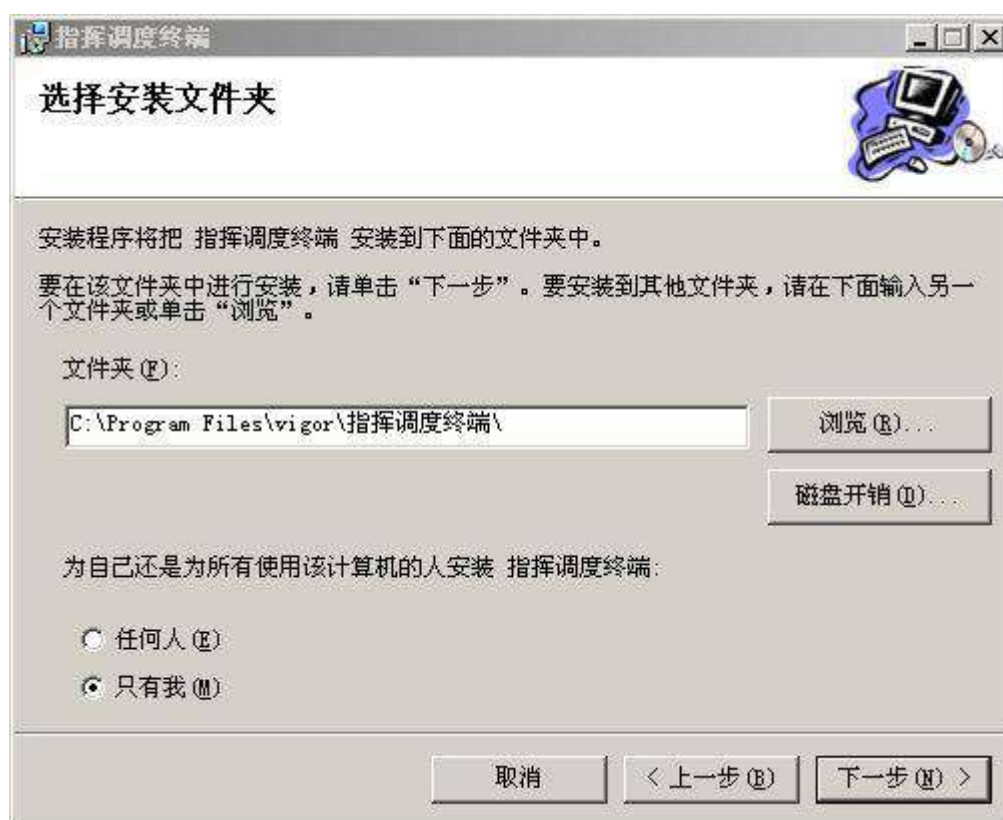 指挥调度终端
选择安装文件夹
安装程序将把 指挥调度终端 安装到下面的文件夹中。
要在该文件夹中进行安装，请单击“下一步”。要安装到其他文件夹，请在下面输入另一
个文件夹或单击“浏览”。
文件夹(F):
C:\Program Files\vigor\指挥调度终端\
浏览(R)...
磁盘开销(D)...
为自己还是为所有使用该计算机的人安装 指挥调度终端:
任何人(E)
只有我(M)
取消
< 上一步(B)
下一步(N) >